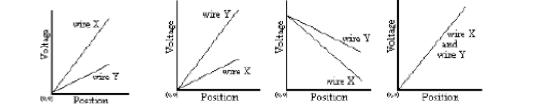 wire X
wire Y
Voltage
(0,0)
Position
wire Y
wire X
Voltage
(0,0)
Position
wire Y
wire X
Voltage
(0,0)
Position
wire X
and
wire Y
Voltage
(0,0)
Position